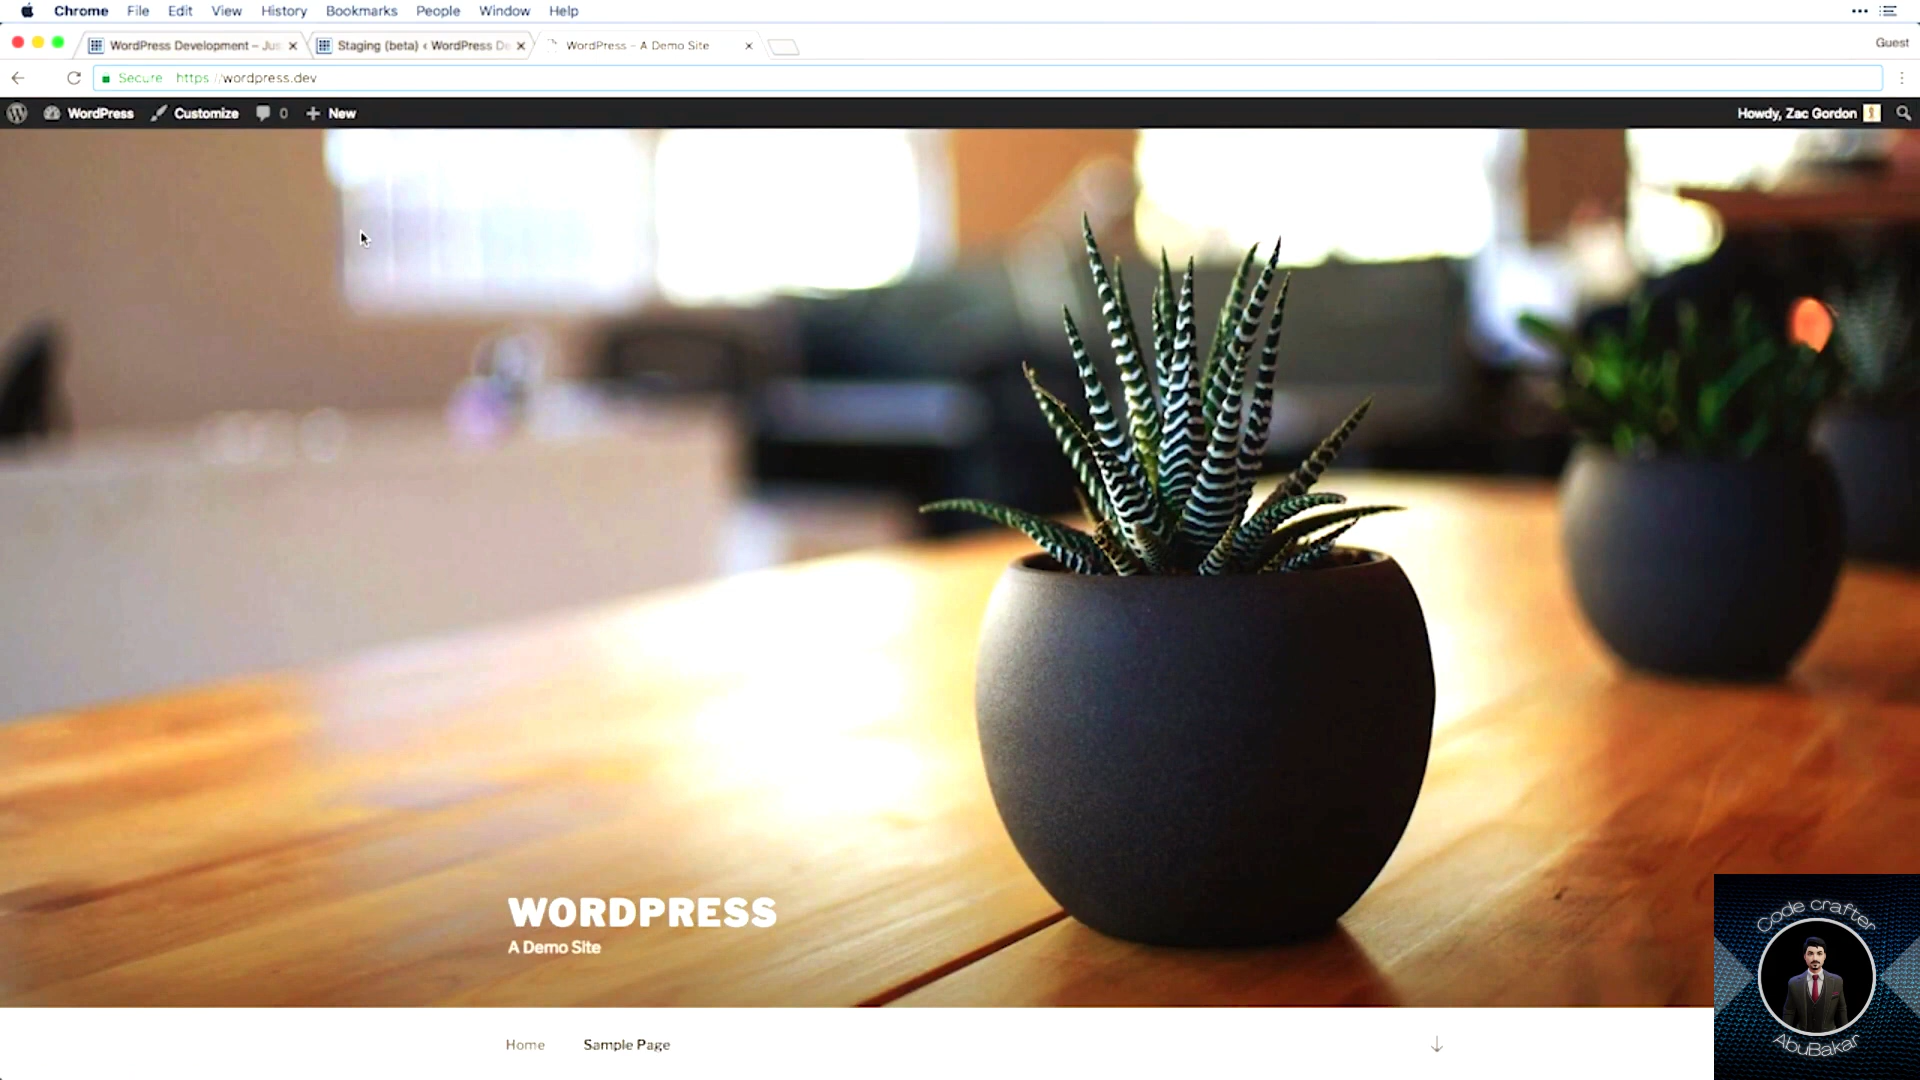 Chrome File Edit View History Bookmarks People Window Help
WordPress Development – Jus
Staging (beta) ‹ WordPress De
WordPress – A Demo Site
Guest
Secure https://wordpress.dev
WordPress Customize 0 New
Howdy, Zac Gordon
WORDPRESS
A Demo Site
Home Sample Page
Code crafter
AbuBakar